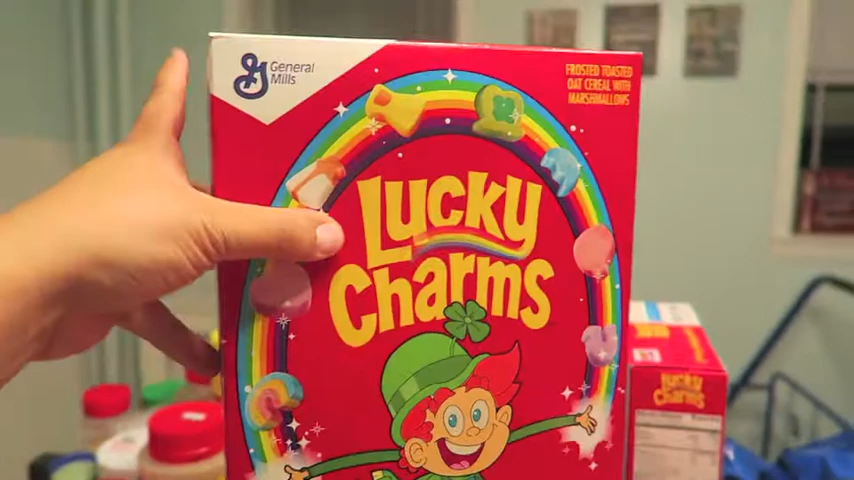 General
Mills
FROSTED TOASTED
OAT CEREAL WITH
MARSHMALLOWS
Lucky
Charms
Lucky
Charms